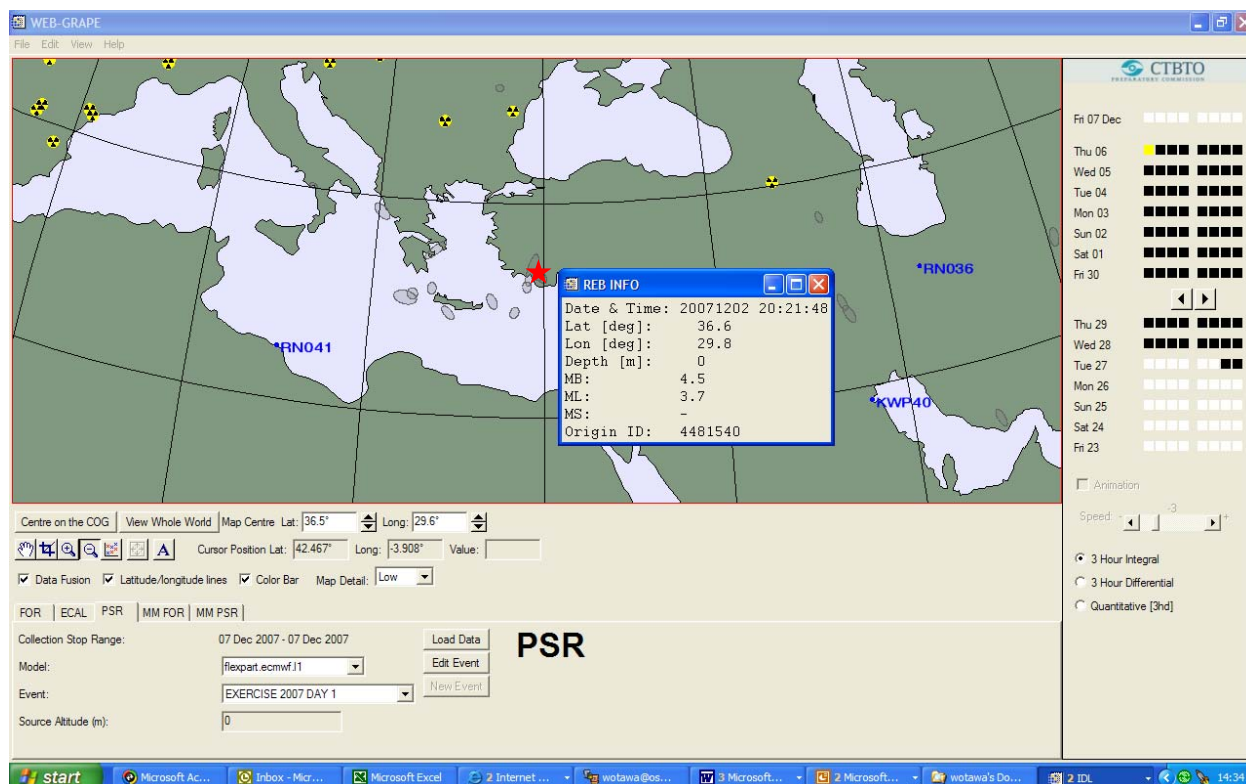 WEB-GRAPE
File Edit View Help
CTBTO
PREPARATORY COMMISSION
Fri 07 Dec
Thu 06
Wed 05
Tue 04
Mon 03
Sun 02
Sat 01
Fri 30
Thu 29
Wed 28
Tue 27
Mon 26
Sun 25
Sat 24
Fri 23
Animation
Speed: - -3 +
3 Hour Integral
3 Hour Differential
Quantitative [3hd]
RN036
RN041
KWP40
REB INFO
Date & Time: 20071202 20:21:48
Lat [deg]: 36.6
Lon [deg]: 29.8
Depth [m]: 0
MB: 4.5
ML: 3.7
MS: -
Origin ID: 4481540
Centre on the COG View Whole World Map Centre Lat: 36.5° Long: 29.6°
A Cursor Position Lat: 42.467° Long: -3.908° Value:
Data Fusion Latitude/longitude lines Color Bar Map Detail: Low
FOR ECAL PSR MM FOR MM PSR
Collection Stop Range: 07 Dec 2007 - 07 Dec 2007 Load Data
PSR
Model: flexpart.ecmwf.l1 Edit Event
Event: EXERCISE 2007 DAY 1 New Event
Source Altitude (m): 0
start Microsoft Ac... Inbox - Micr... Microsoft Excel 2 Internet ... wotawa@os... 3 Microsoft... 2 Microsoft... wotawa's Do... 2 IDL 14:34